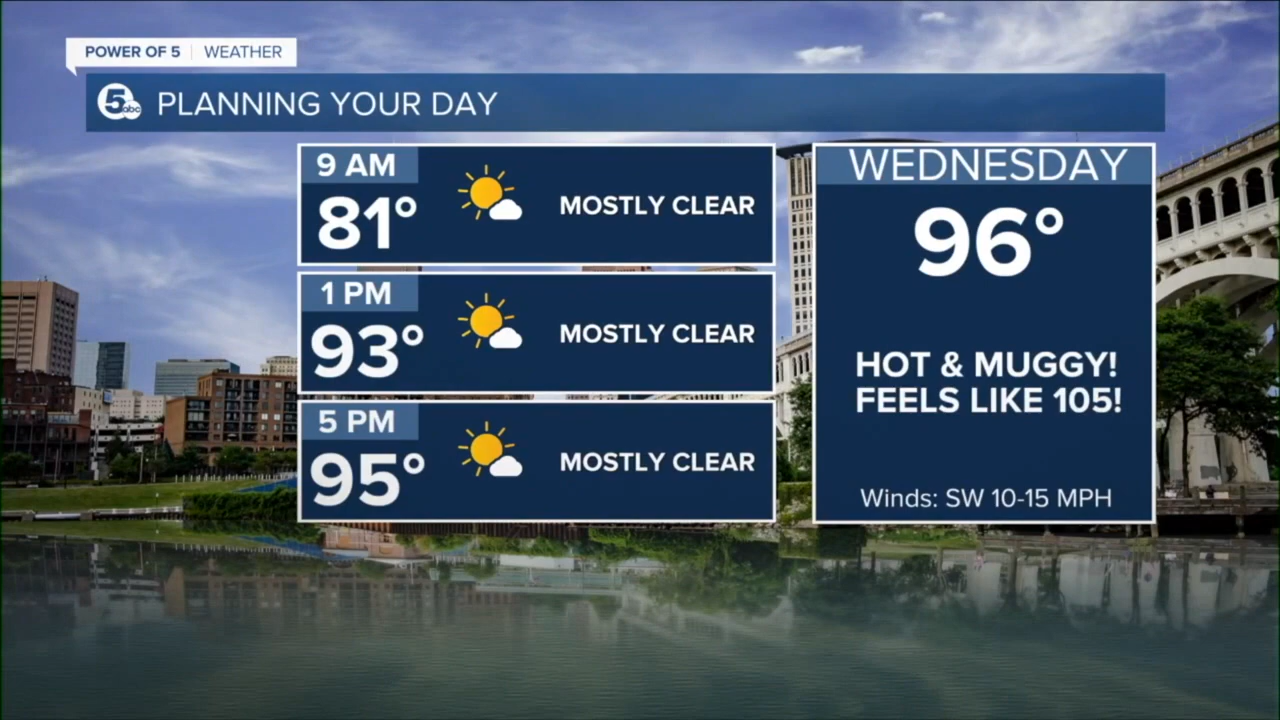 POWER OF 5 | WEATHER
5 abc PLANNING YOUR DAY
9 AM
81°
MOSTLY CLEAR
1 PM
93°
MOSTLY CLEAR
5 PM
95°
MOSTLY CLEAR
WEDNESDAY
96°
HOT & MUGGY!
FEELS LIKE 105!
Winds: SW 10-15 MPH